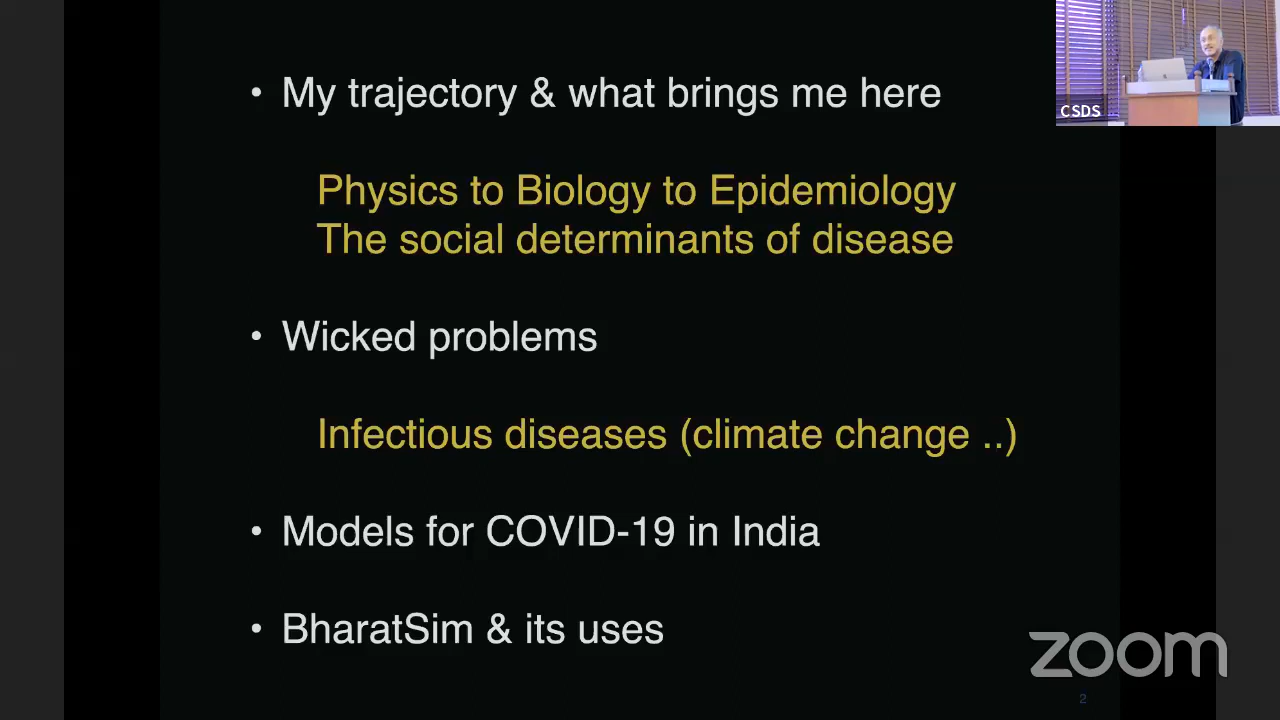 • My trajectory & what brings me here
CSDS
Physics to Biology to Epidemiology
The social determinants of disease
• Wicked problems
Infectious diseases (climate change ..)
• Models for COVID-19 in India
• BharatSim & its uses
zoom
2